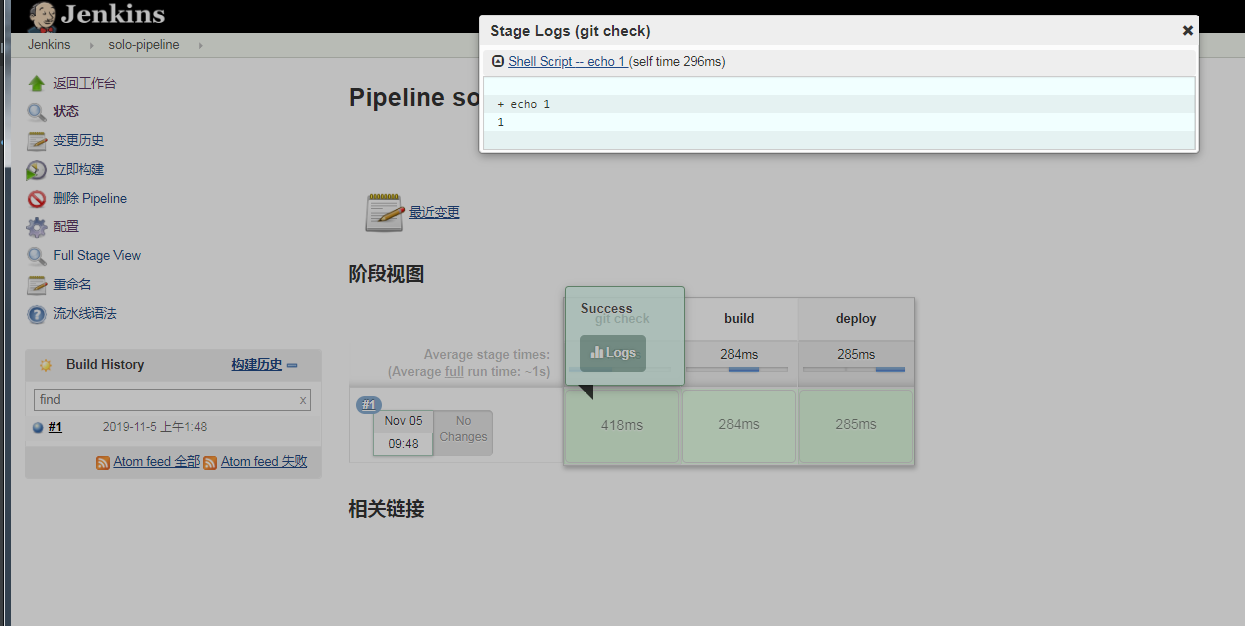 Jenkins
Jenkins
solo-pipeline
Stage Logs (git check)
Shell Script -- echo 1 (self time 296ms)
+ echo 1
1
返回工作台
状态
变更历史
立即构建
删除 Pipeline
配置
Full Stage View
重命名
流水线语法
Build History
构建历史
find
x
#1
2019-11-5 上午1:48
Atom feed 全部
Atom feed 失败
Pipeline so
最近变更
阶段视图
Success
git check
build
deploy
Logs
Average stage times:
(Average full run time: ~1s)
284ms
285ms
#1
Nov 05
09:48
No
Changes
418ms
284ms
285ms
相关链接